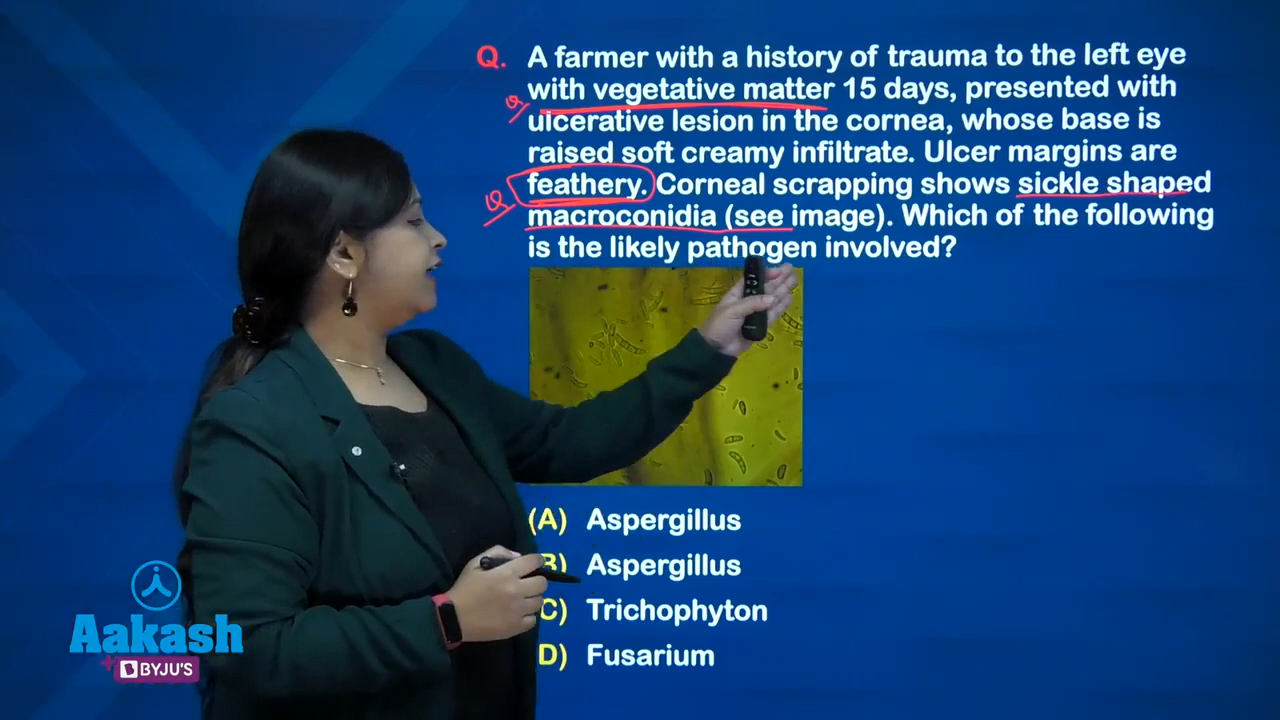 Q. A farmer with a history of trauma to the left eye
with vegetative matter 15 days, presented with
ulcerative lesion in the cornea, whose base is
raised soft creamy infiltrate. Ulcer margins are
feathery. Corneal scrapping shows sickle shaped
macroconidia (see image). Which of the following
is the likely pathogen involved?
(A) Aspergillus
B) Aspergillus
C) Trichophyton
D) Fusarium
Aakash
+ BYJU'S